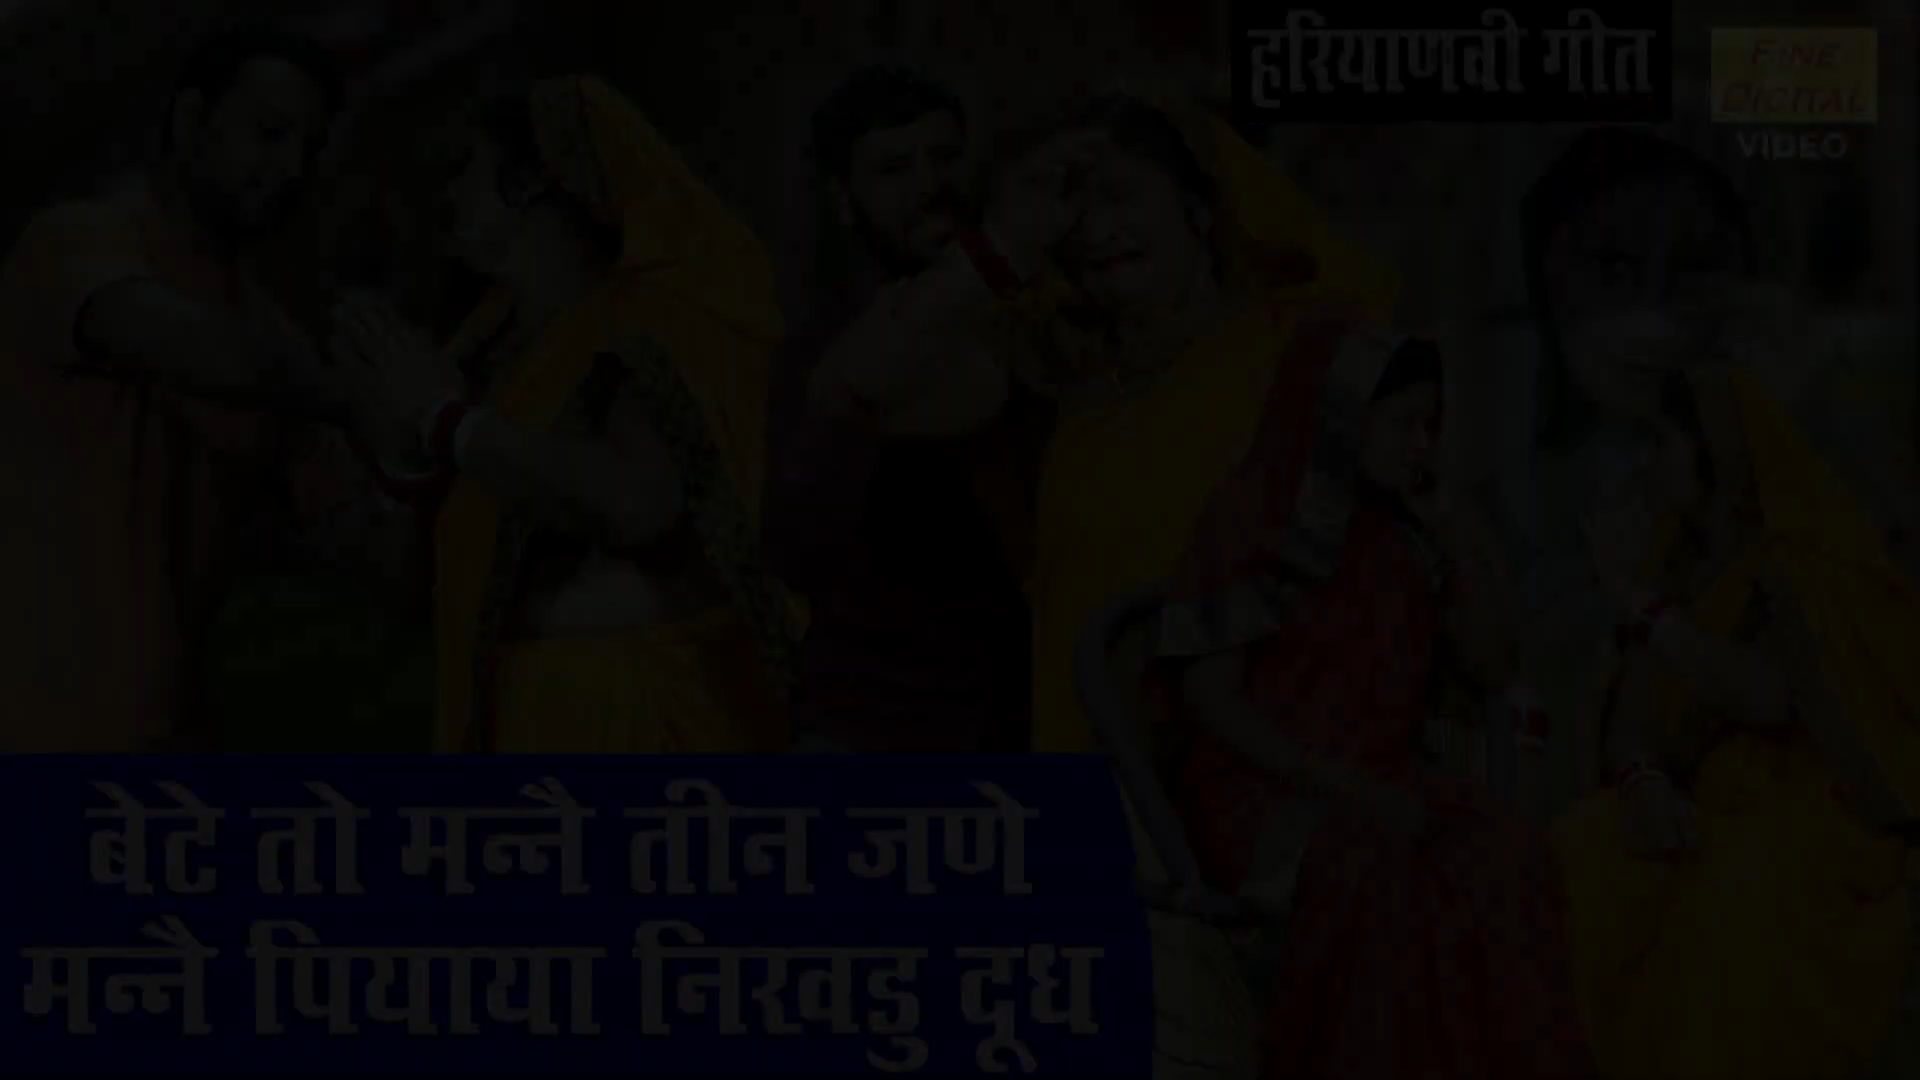 हरियाणवी गीत
FINE
DIGITAL
VIDEO
बेटे तो मन्नै तीन जणे
मन्नै पियाया निरवडु दूध